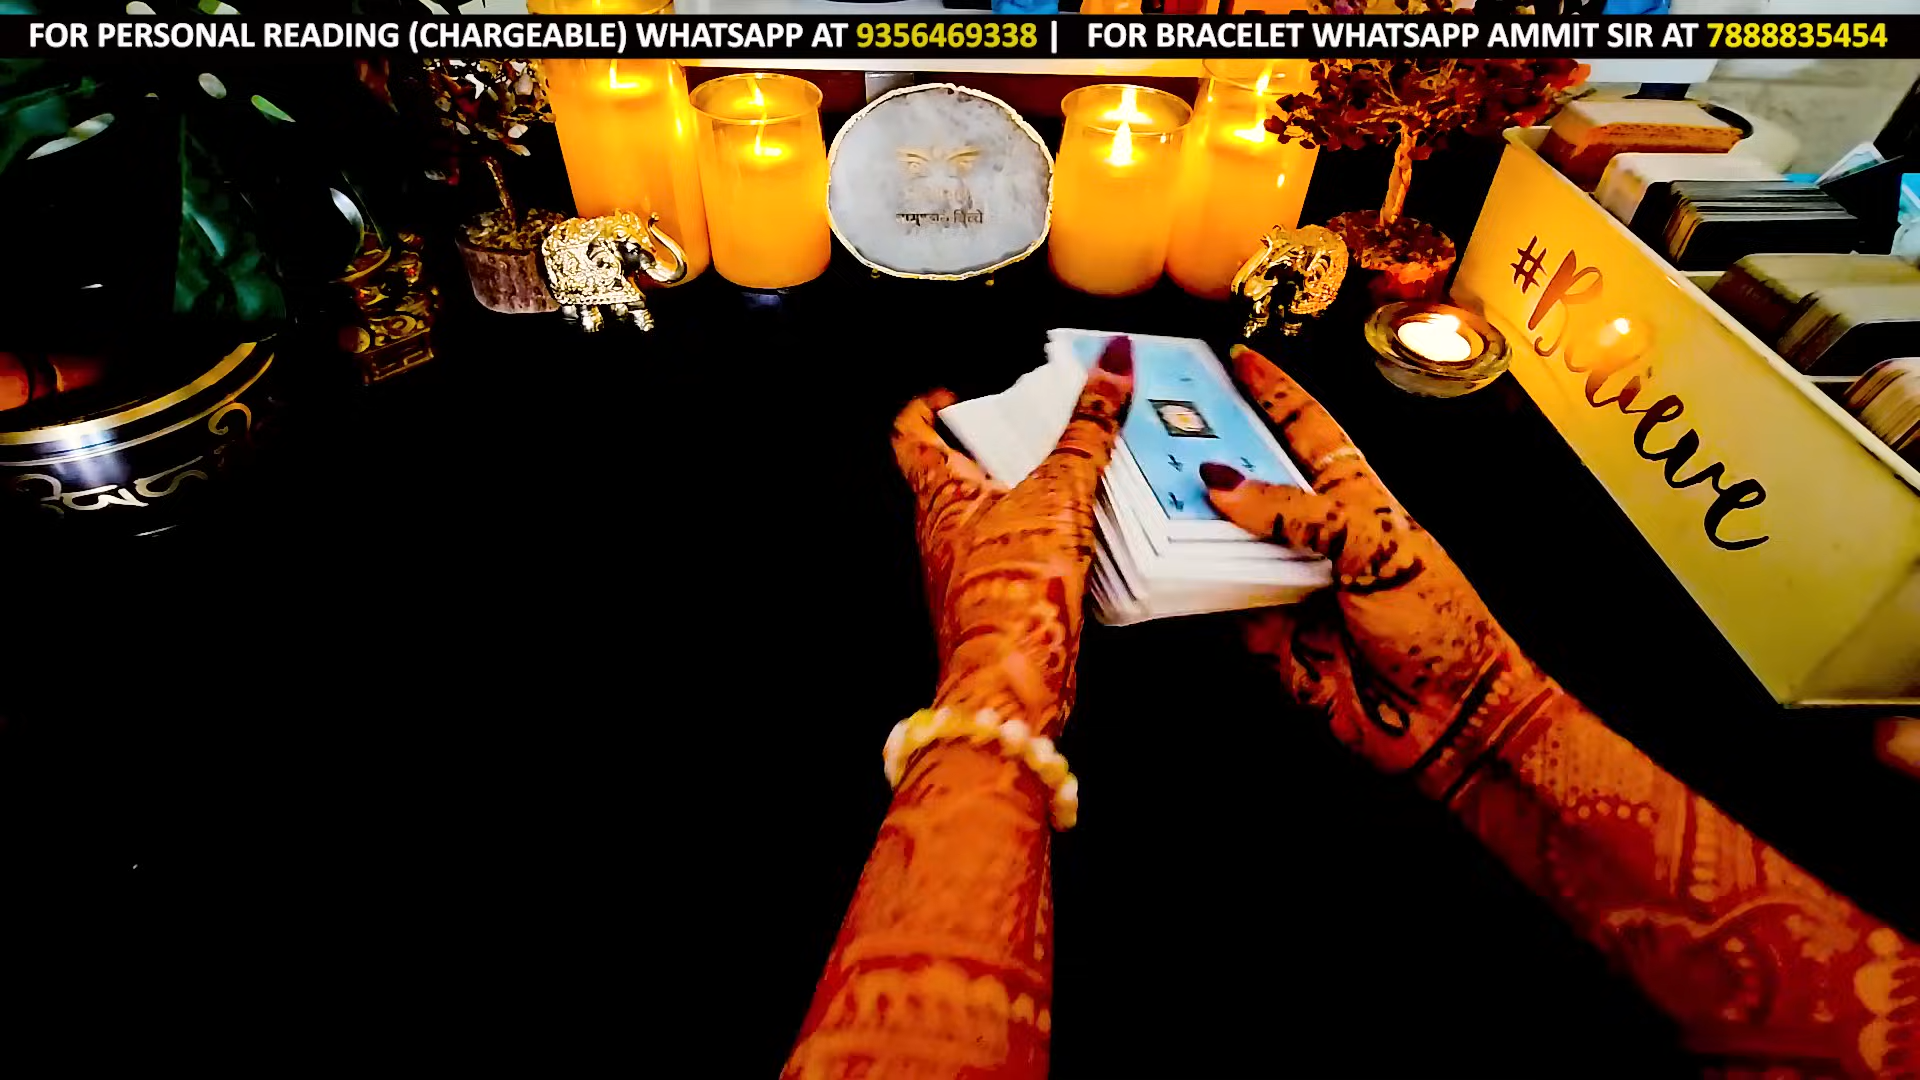 FOR PERSONAL READING (CHARGEABLE) WHATSAPP AT 9356469338 | FOR BRACELET WHATSAPP AMMIT SIR AT 7888835454
#Believe